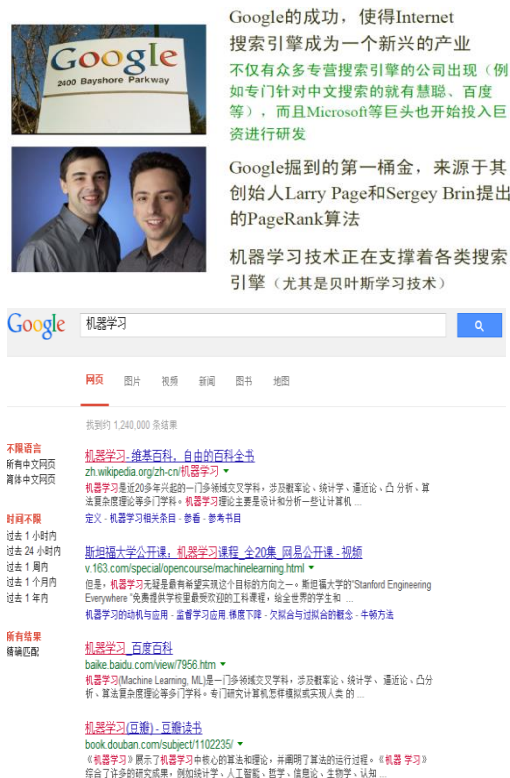 Google
2400 Bayshore Parkway
Google的成功，使得Internet
搜索引擎成为一个新兴的产业
不仅有众多专营搜索引擎的公司出现（例
如专门针对中文搜索的就有慧聪、百度
等），而且Microsoft等巨头也开始投入巨
资进行研发
Google掘到的第一桶金，来源于其
创始人Larry Page和Sergey Brin提出
的PageRank算法
机器学习技术正在支撑着各类搜索
引擎（尤其是贝叶斯学习技术）
Google 机器学习
网页 图片 视频 新闻 图书 地图
找到约 1,240,000 条结果
不限语言
所有中文网页
简体中文网页
时间不限
过去 1 小时内
过去 24 小时内
过去 1 周内
过去 1 个月内
过去 1 年内
所有结果
精确匹配
机器学习- 维基百科，自由的百科全书
zh.wikipedia.org/zh-cn/机器学习
机器学习是近20多年兴起的一门多领域交叉学科，涉及概率论、统计学、逼近论、凸 分析、算
法复杂度理论等多门学科。机器学习理论主要是设计和分析一些让计算机 ...
定义 - 机器学习相关条目 - 参看 - 参考书目
斯坦福大学公开课：机器学习课程_全20集_网易公开课 - 视频
v.163.com/special/opencourse/machinelearning.html
但是，机器学习无疑是最有希望实现这个目标的方向之一。斯坦福大学的“Stanford Engineering
Everywhere ”免费提供学校里最受欢迎的工科课程，给全世界的学生和 ...
机器学习的动机与应用 - 监督学习应用.梯度下降 - 欠拟合与过拟合的概念 - 牛顿方法
机器学习_百度百科
baike.baidu.com/view/7956.htm
机器学习(Machine Learning, ML)是一门多领域交叉学科，涉及概率论、统计学、 逼近论、凸分
析、算法复杂度理论等多门学科。专门研究计算机怎样模拟或实现人类 的 ...
机器学习(豆瓣) - 豆瓣读书
book.douban.com/subject/1102235/
《机器学习》展示了机器学习中核心的算法和理论，并阐明了算法的运行过程。《机器 学习》
综合了许多的研究成果，例如统计学、人工智能、哲学、信息论、生物学、认知 ...